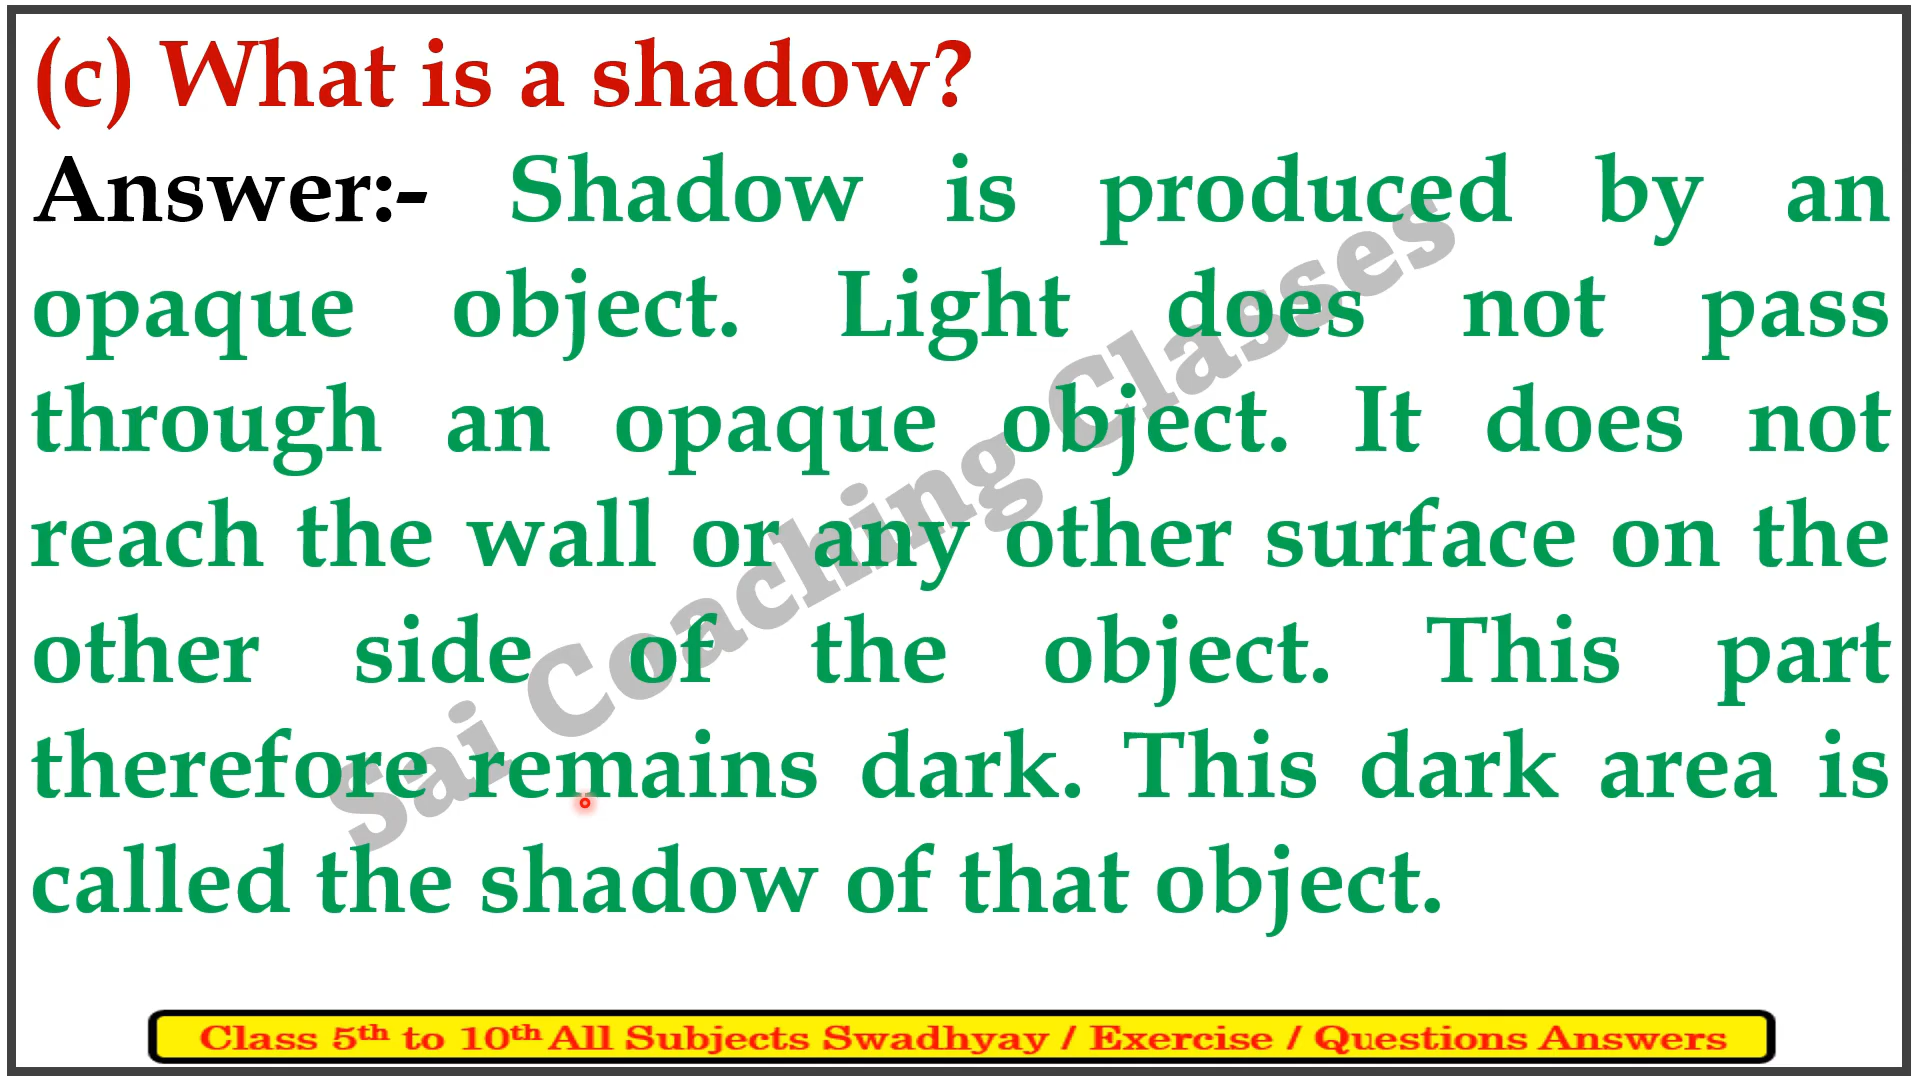 (c) What is a shadow?
Answer:- Shadow is produced by an
opaque object. Light does not pass
through an opaque object. It does not
reach the wall or any other surface on the
other side of the object. This part
therefore remains dark. This dark area is
called the shadow of that object.
Sai Coaching Classes
Class 5th to 10th All Subjects Swadhyay / Exercise / Questions Answers